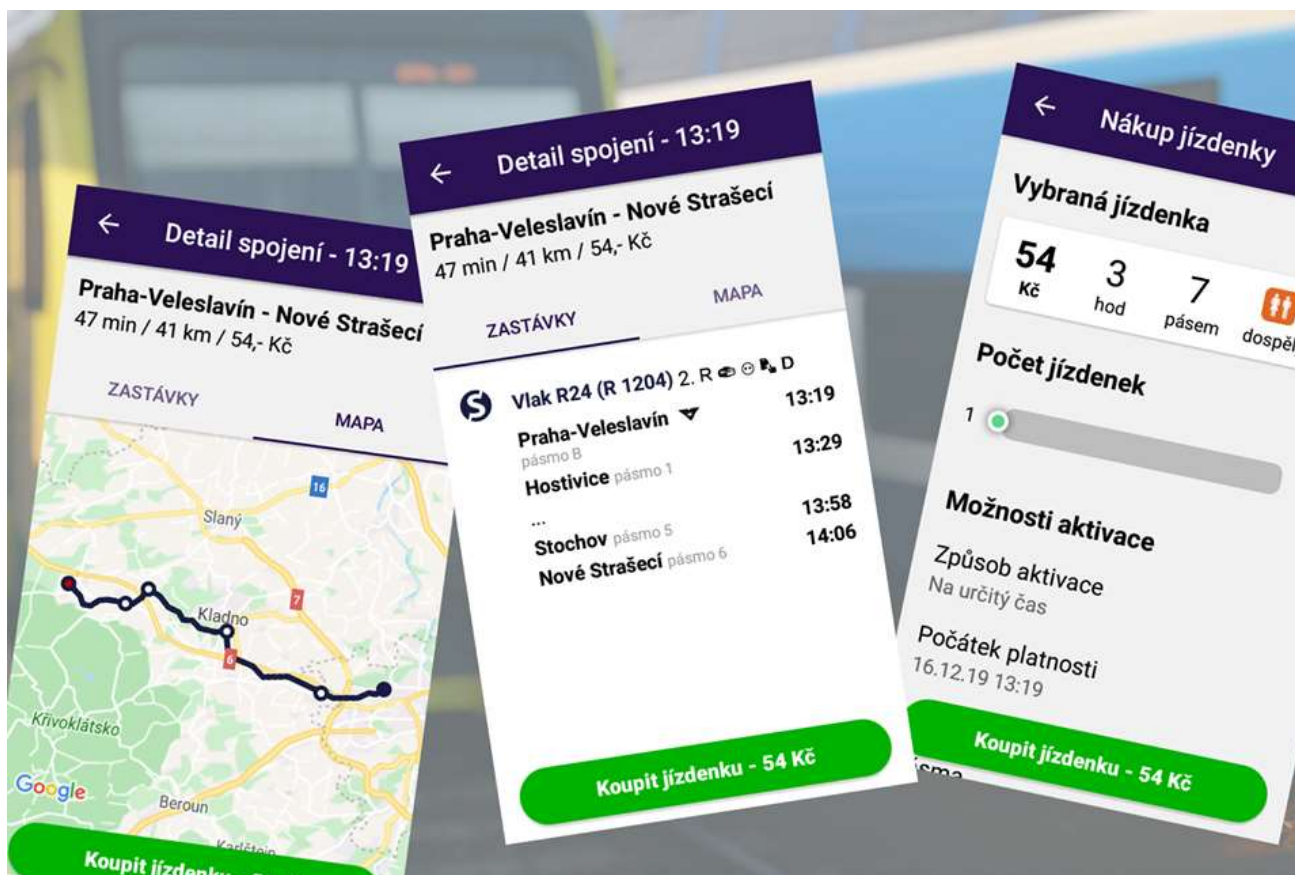 Detail spojení - 13:19
Praha-Veleslavín - Nové Strašecí
47 min / 41 km / 54,- Kč
ZASTÁVKY
MAPA
16
Slaný
7
Kladno
6
Křivoklátsko
Google
Beroun
Karlštejn
Koupit jízdenku
Detail spojení - 13:19
Praha-Veleslavín - Nové Strašecí
47 min / 41 km / 54,- Kč
ZASTÁVKY
MAPA
Vlak R24 (R 1204) 2. R D
Praha-Veleslavín 13:19
pásmo B
Hostivice pásmo 1 13:29
...
Stochov pásmo 5 13:58
Nové Strašecí pásmo 6 14:06
Koupit jízdenku - 54 Kč
Nákup jízdenky
Vybraná jízdenka
54 3 7
Kč hod pásem dospěl
Počet jízdenek
1
Možnosti aktivace
Způsob aktivace
Na určitý čas
Počátek platnosti
16.12.19 13:19
Koupit jízdenku - 54 Kč